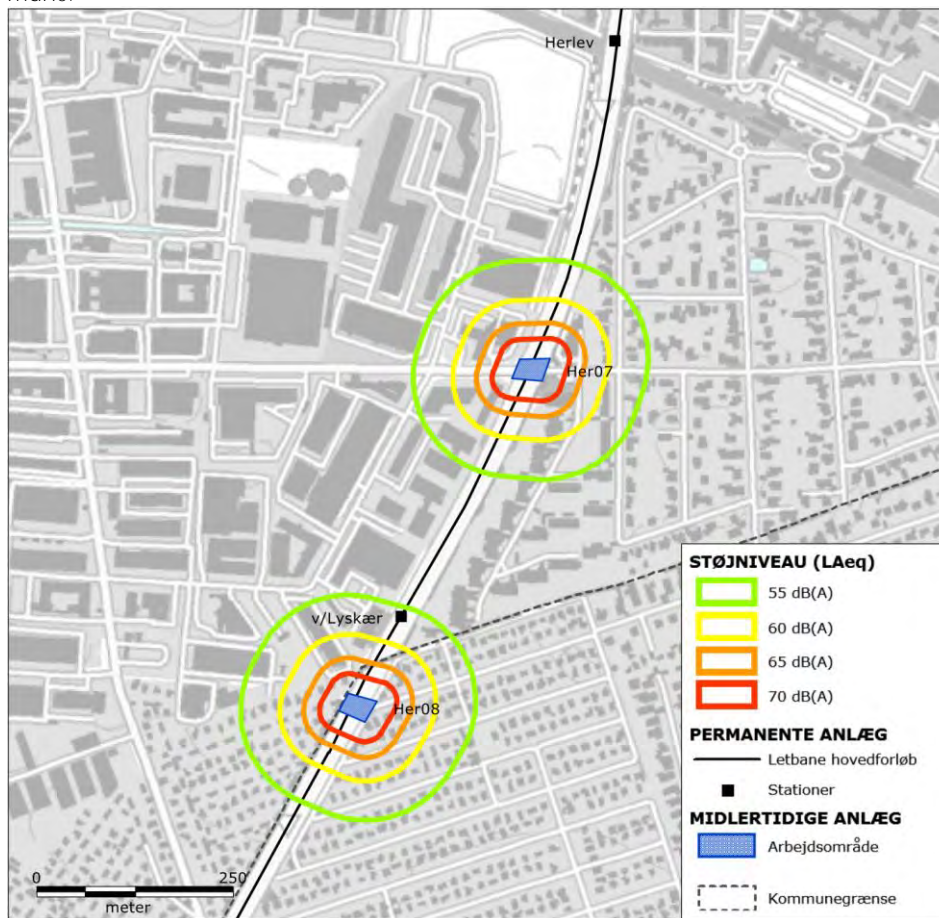 Herlev
S
Her07
v/Lyskær
Her08
STØJNIVEAU (LAeq)
55 dB(A)
60 dB(A)
65 dB(A)
70 dB(A)
PERMANENTE ANLÆG
Letbane hovedforløb
Stationer
MIDLERTIDIGE ANLÆG
Arbejdsområde
Kommunegrænse
0 250
meter